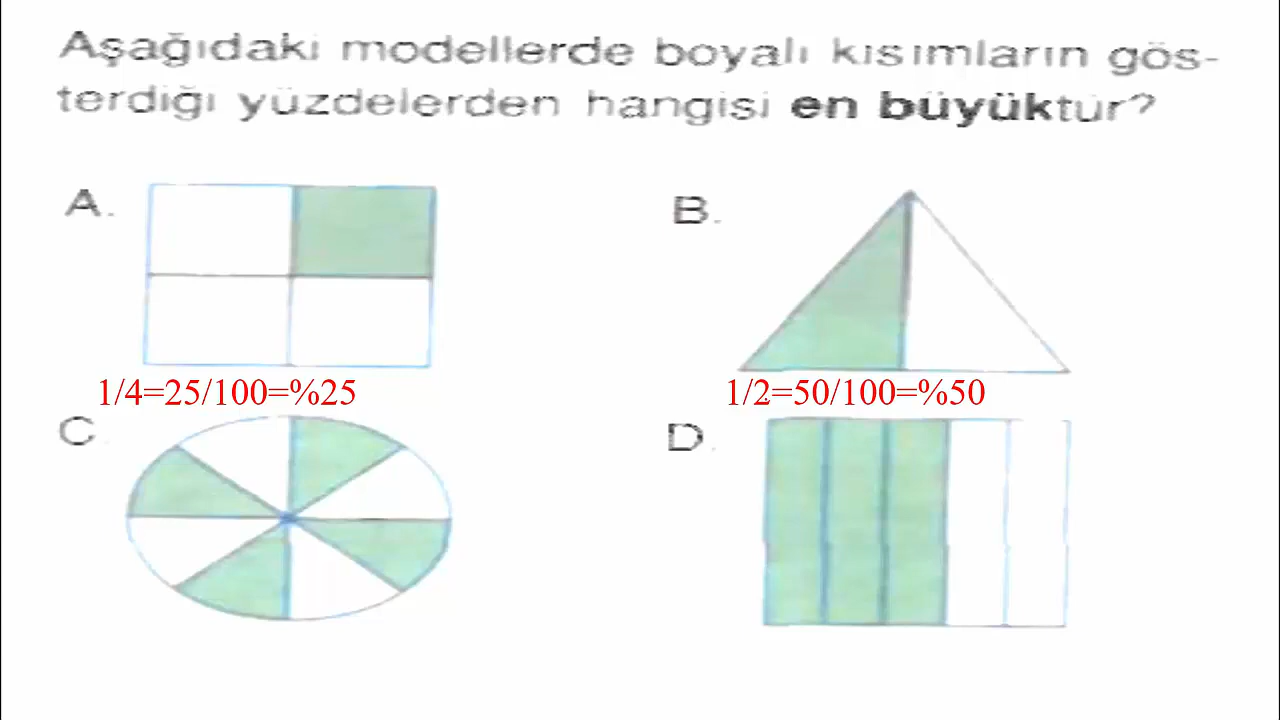 Aşağıdaki modellerde boyalı kısımların gös-
terdiği yüzdelerden hangisi en büyüktür?
A.
B.
1/4=25/100=%25
1/2=50/100=%50
C.
D.